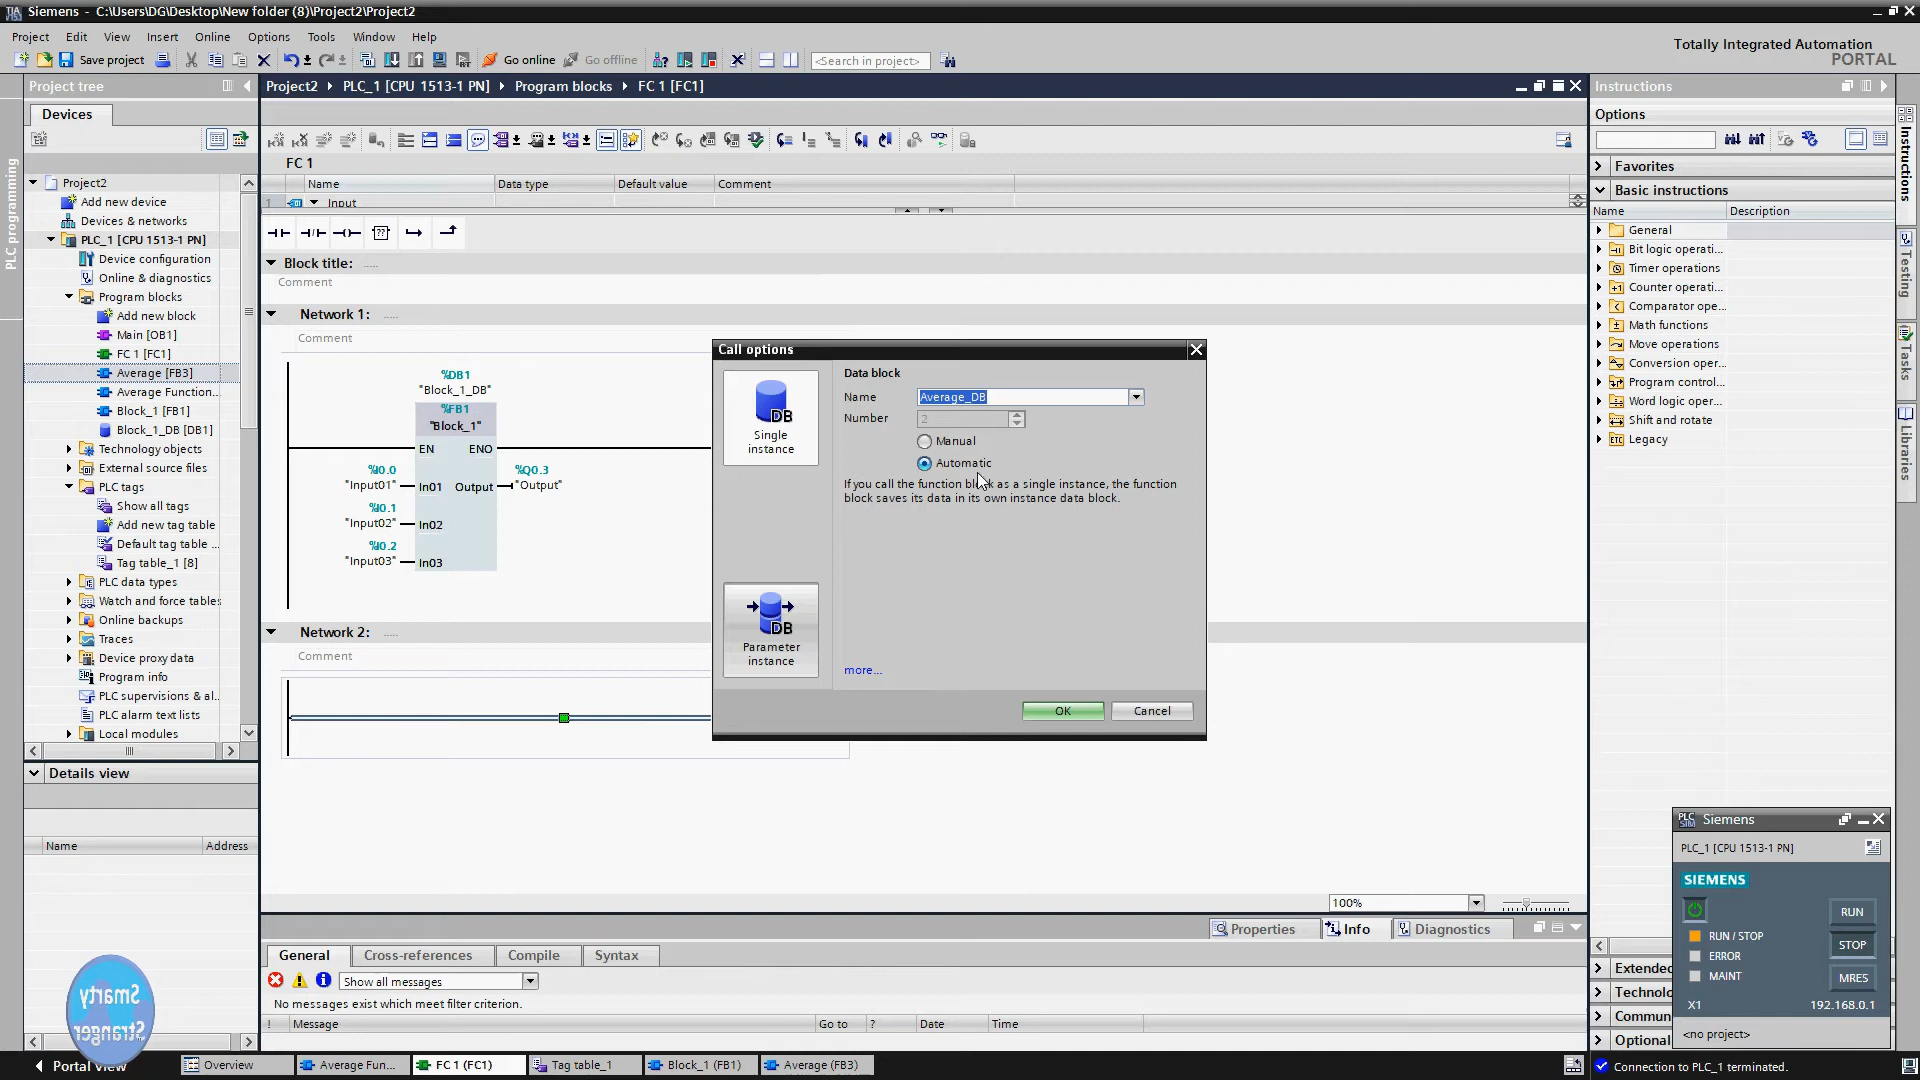 Siemens - C:\Users\DG\Desktop\New folder (8)\Project2\Project2
Project Edit View Insert Online Options Tools Window Help
Totally Integrated Automation
PORTAL
Save project
Go online
Go offline
<Search in project>
Project tree
Devices
PLC programming
Project2
Add new device
Devices & networks
PLC_1 [CPU 1513-1 PN]
Device configuration
Online & diagnostics
Program blocks
Add new block
Main [OB1]
FC 1 [FC1]
Average [FB3]
Average Function...
Block_1 [FB1]
Block_1_DB [DB1]
Technology objects
External source files
PLC tags
Show all tags
Add new tag table
Default tag table ...
Tag table_1 [8]
PLC data types
Watch and force tables
Online backups
Traces
Device proxy data
Program info
PLC supervisions & al...
PLC alarm text lists
Local modules
Details view
Name Address
Project2 PLC_1 [CPU 1513-1 PN] Program blocks FC 1 [FC1]
FC 1
Name Data type Default value Comment
1 Input
??
Block title: .....
Comment
Network 1: .....
Comment
%DB1
"Block_1_DB"
%FB1
"Block_1"
EN ENO
%I0.0
"Input01" In01
Output
%Q0.3
"Output"
%I0.1
"Input02" In02
%I0.2
"Input03" In03
Network 2: .....
Comment
Call options
DB
Single
instance
DB
Parameter
instance
Data block
Name Average_DB
Number 2
Manual
Automatic
If you call the function block as a single instance, the function
block saves its data in its own instance data block.
more...
OK Cancel
100%
Properties Info Diagnostics
General Cross-references Compile Syntax
Show all messages
No messages exist which meet filter criterion.
! Message Go to ? Date Time
Instructions
Options
Favorites
Basic instructions
Name Description
General
Bit logic operati...
Timer operations
Counter operati...
Comparator ope...
Math functions
Move operations
Conversion oper...
Program control...
Word logic oper...
Shift and rotate
Legacy
Extended
Technolo
Commun
Optional
Instructions
Testing
Tasks
Libraries
Siemens
PLC_1 [CPU 1513-1 PN]
SIEMENS
RUN / STOP
ERROR
MAINT
RUN
STOP
MRES
X1 192.168.0.1
<no project>
Smarty
Stranger
Portal view
Overview
Average Fun...
FC 1 (FC1)
Tag table_1
Block_1 (FB1)
Average (FB3)
Connection to PLC_1 terminated.